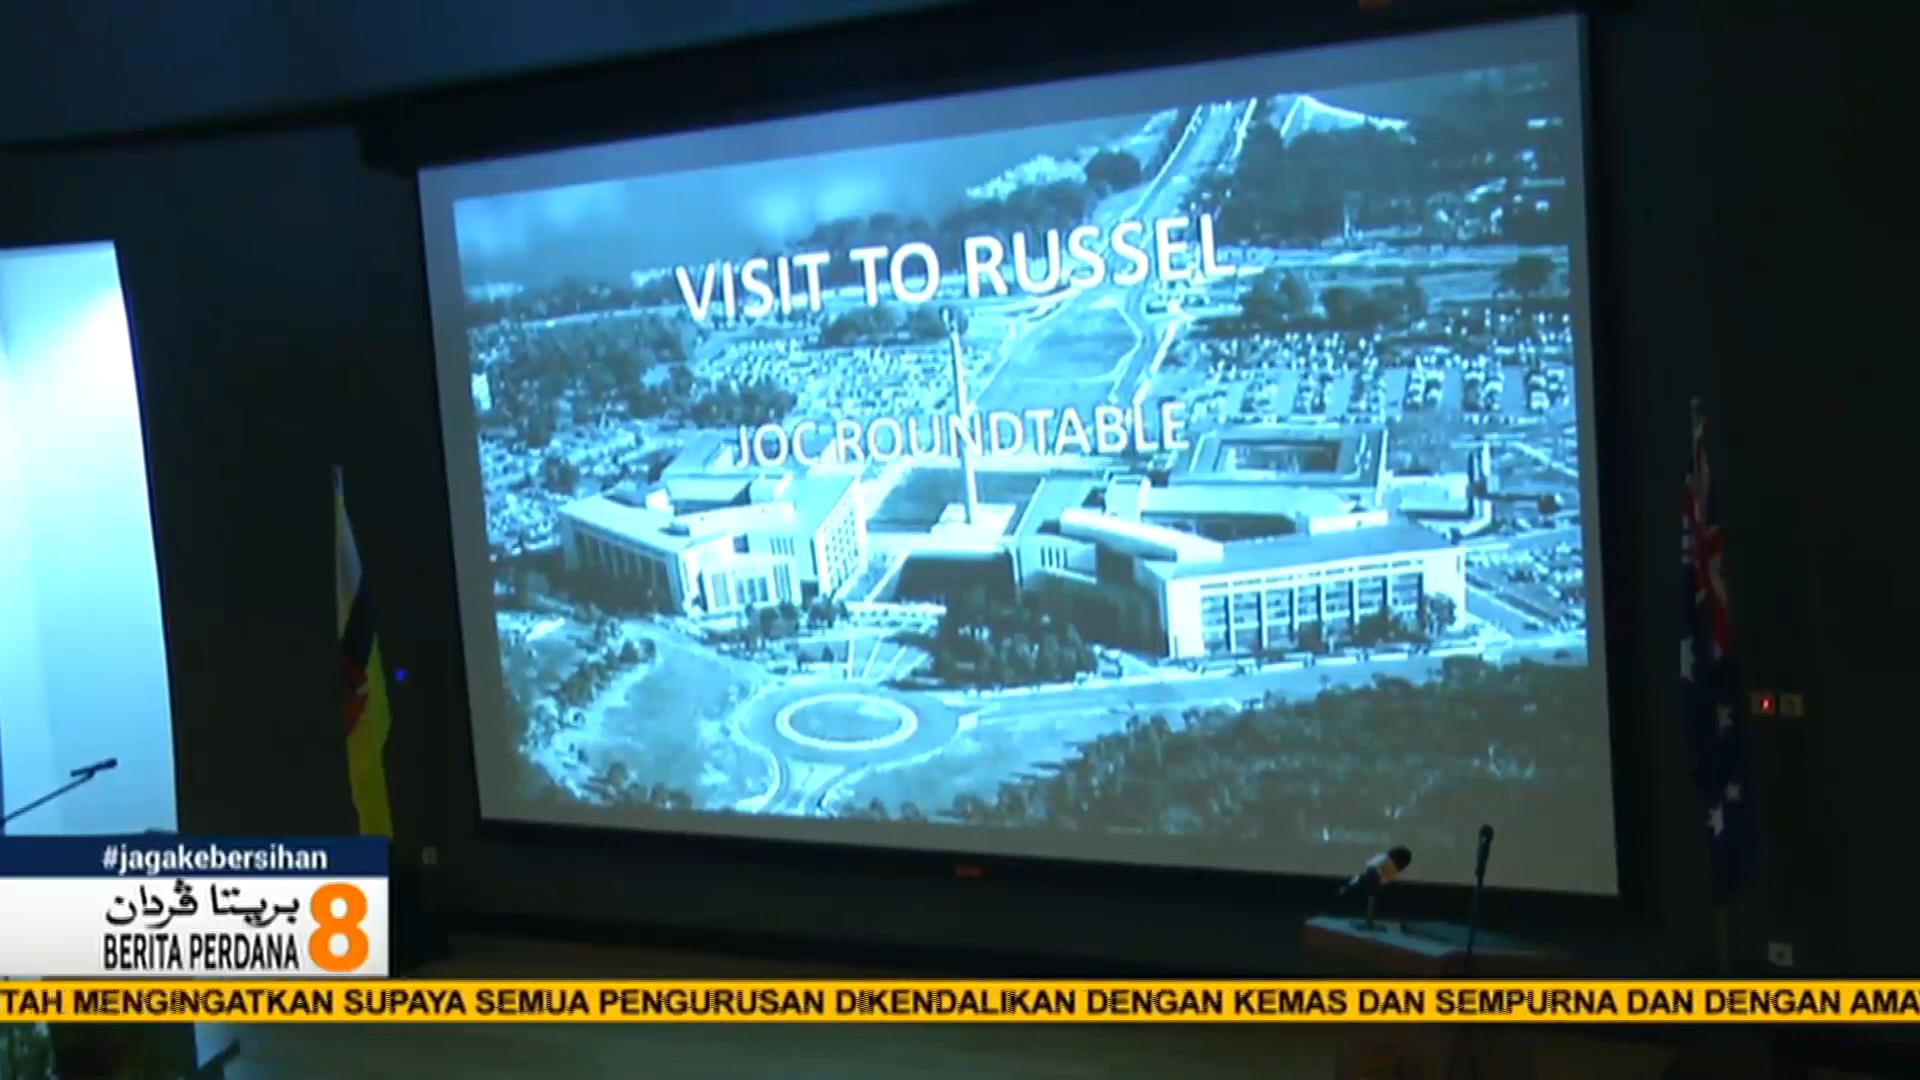 VISIT TO RUSSEL
JOC ROUNDTABLE
#jagakebersihan
بريتا ڤردان
BERITA PERDANA
8
TAH MENGINGATKAN SUPAYA SEMUA PENGURUSAN DIKENDALIKAN DENGAN KEMAS DAN SEMPURNA DAN DENGAN AMA